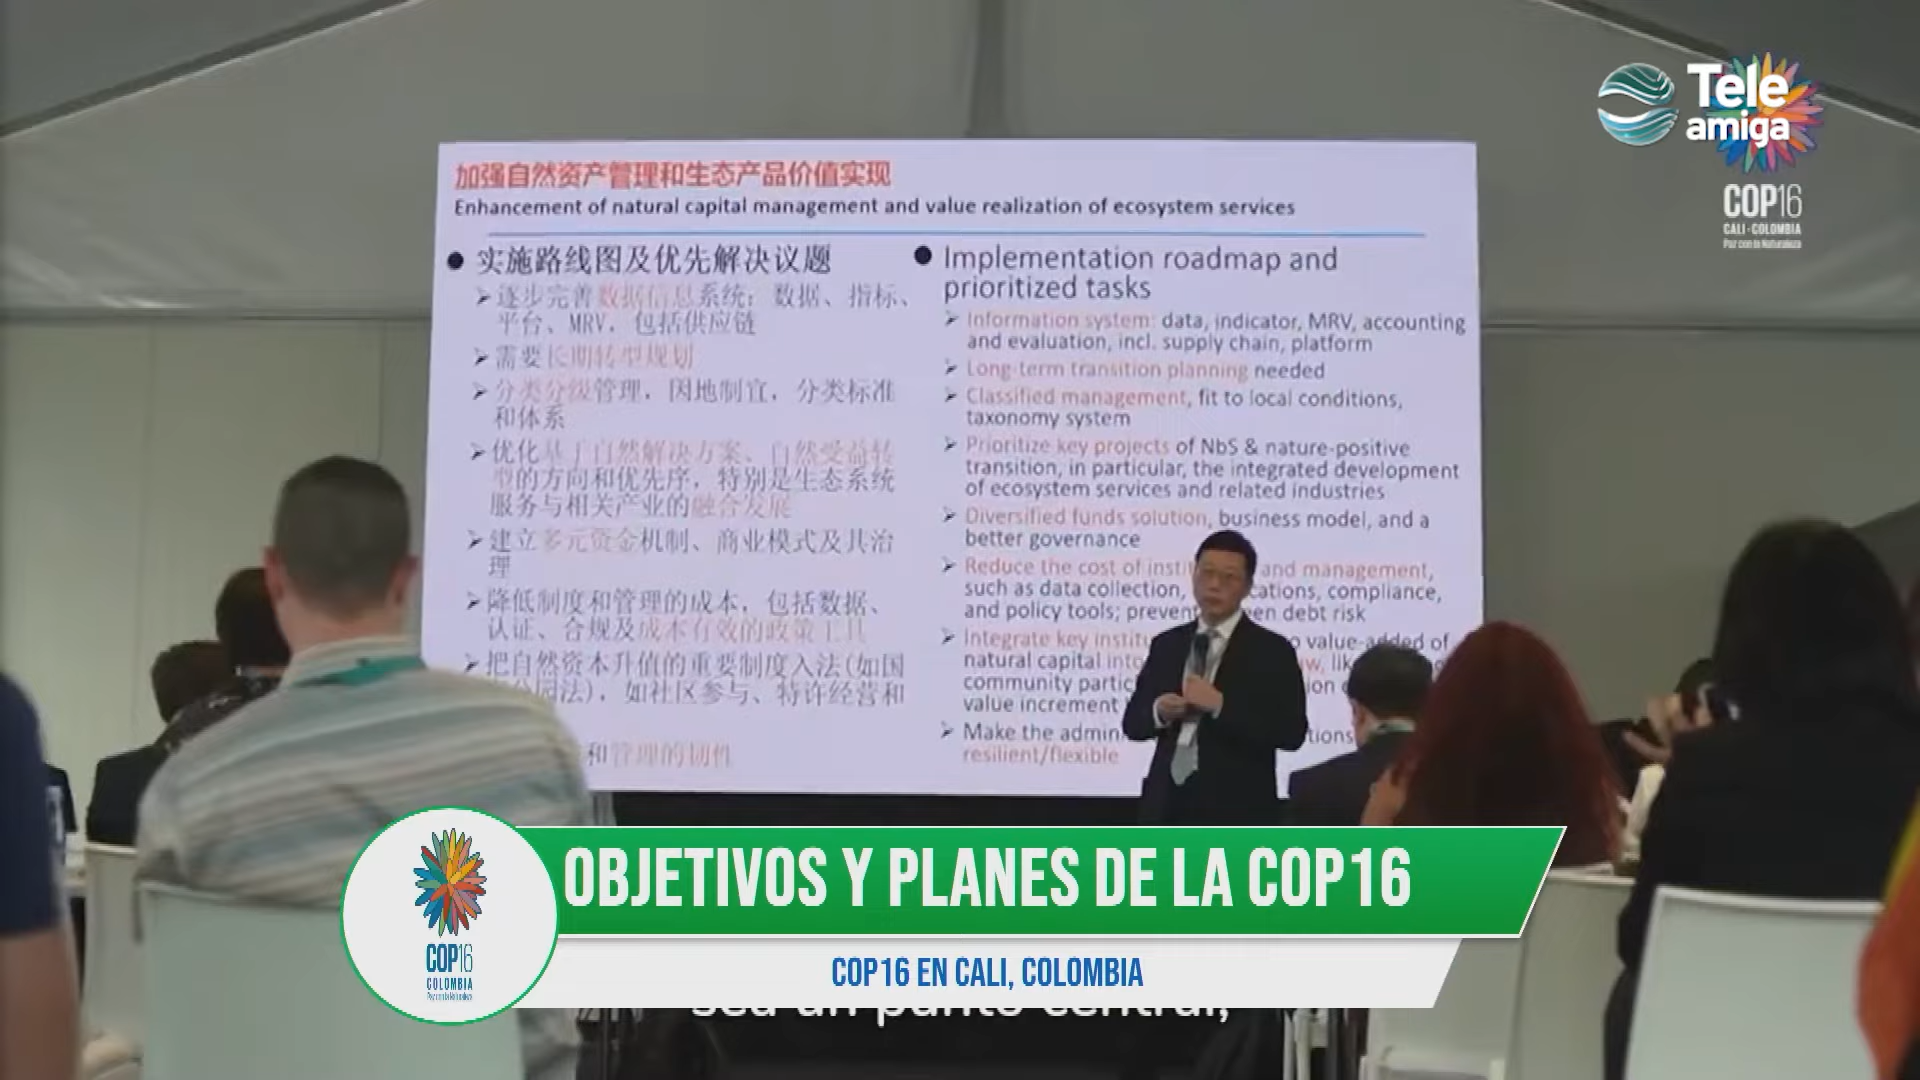 Tele
amiga
COP16
CALI - COLOMBIA
Paz con la Naturaleza
加强自然资产管理和生态产品价值实现
Enhancement of natural capital management and value realization of ecosystem services
● 实施路线图及优先解决议题
➢ 逐步完善数据信息系统：数据、指标、
平台、MRV，包括供应链
➢ 需要长期转型规划
➢ 分类分级管理，因地制宜，分类标准
和体系
➢ 优化基于自然解决方案、自然受益转
型的方向和优先序，特别是生态系统
服务与相关产业的融合发展
➢ 建立多元资金机制、商业模式及其治
理
➢ 降低制度和管理的成本，包括数据、
认证、合规及成本有效的政策工具
➢ 把自然资本升值的重要制度入法(如国
公园法)，如社区参与、特许经营和
和管理的韧性
● Implementation roadmap and
prioritized tasks
➢ Information system: data, indicator, MRV, accounting
and evaluation, incl. supply chain, platform
➢ Long-term transition planning needed
➢ Classified management, fit to local conditions,
taxonomy system
➢ Prioritize key projects of NbS & nature-positive
transition, in particular, the integrated development
of ecosystem services and related industries
➢ Diversified funds solution, business model, and a
better governance
➢ Reduce the cost of and management,
such as data collection, compliance,
and policy tools; prevent debt risk
➢ Integrate key value-added of
natural capital
community
value increment
➢ Make the
resilient/flexible
OBJETIVOS Y PLANES DE LA COP16
COP16 EN CALI, COLOMBIA
COP16
COLOMBIA
Paz con la Naturaleza
sea un punto central,